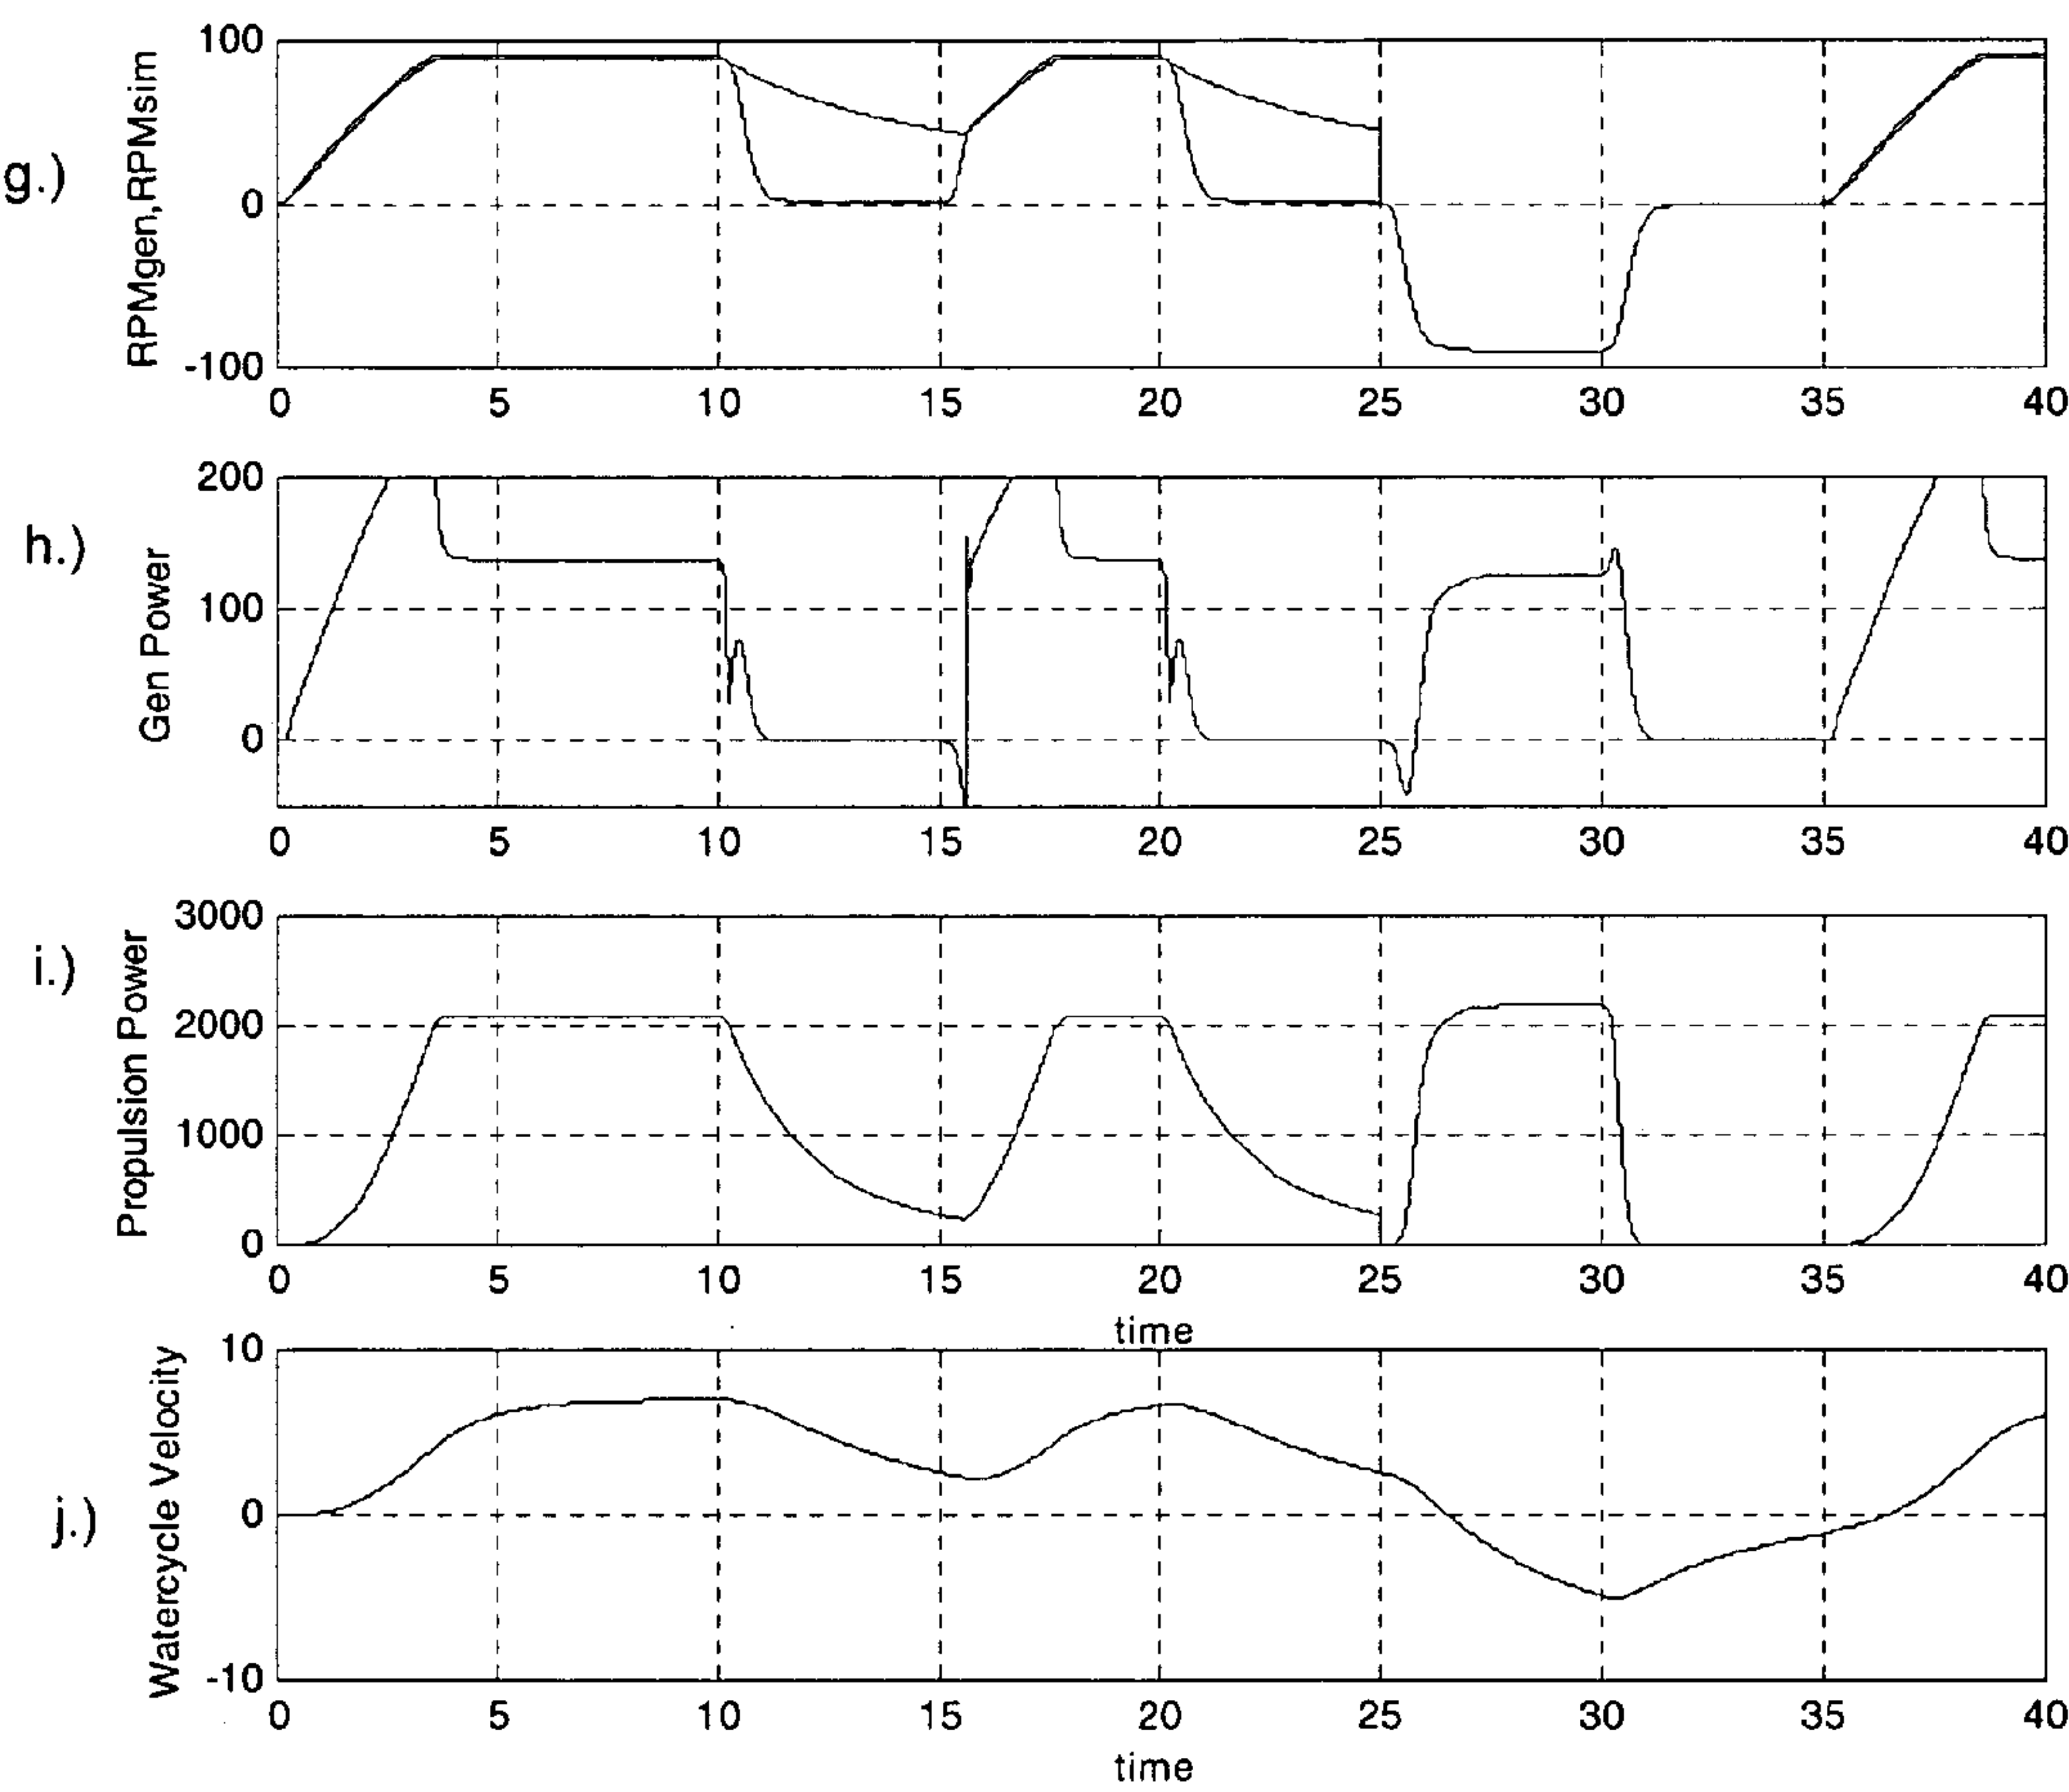 g.)
RPMgen,RPMsim
100
0
-100
0 5 10 15 20 25 30 35 40
h.)
Gen Power
200
100
0
0 5 10 15 20 25 30 35 40
i.)
Propulsion Power
3000
2000
1000
0
0 5 10 15 20 25 30 35 40
time
j.)
Watercycle Velocity
10
0
-10
0 5 10 15 20 25 30 35 40
time